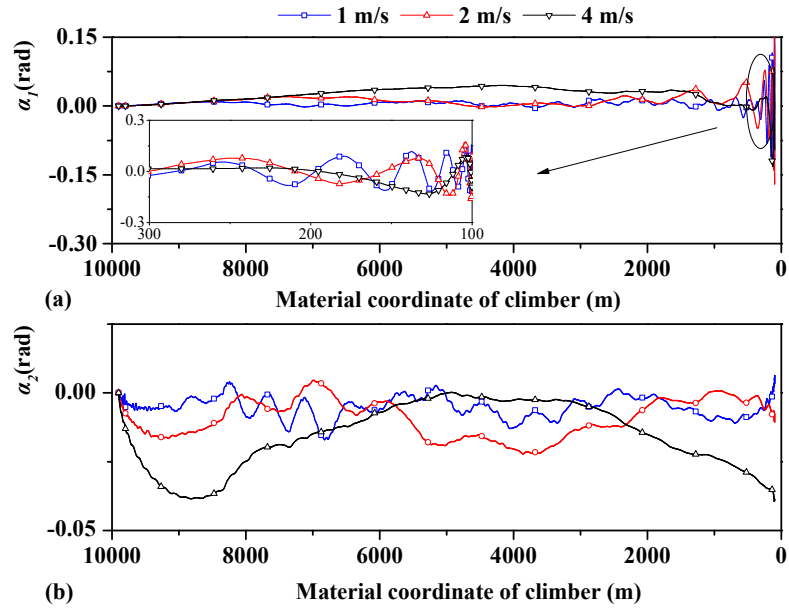 1 m/s 2 m/s 4 m/s
0.15
0.00
-0.15
-0.30
α1(rad)
0.3
0.0
-0.3
300 200 100
10000 8000 6000 4000 2000 0
(a) Material coordinate of climber (m)
0.00
-0.05
α2(rad)
10000 8000 6000 4000 2000 0
(b) Material coordinate of climber (m)